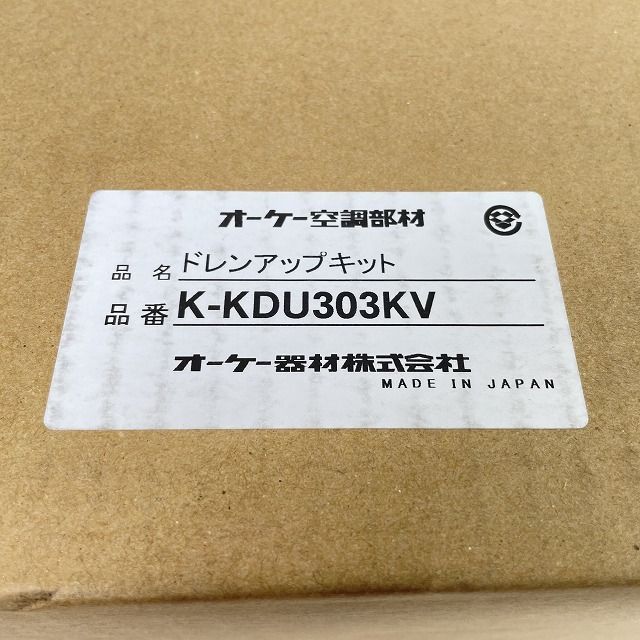 オーケー空調部材
品名 ドレンアップキット
品番 K-KDU303KV
オーケー器材株式会社
MADE IN JAPAN